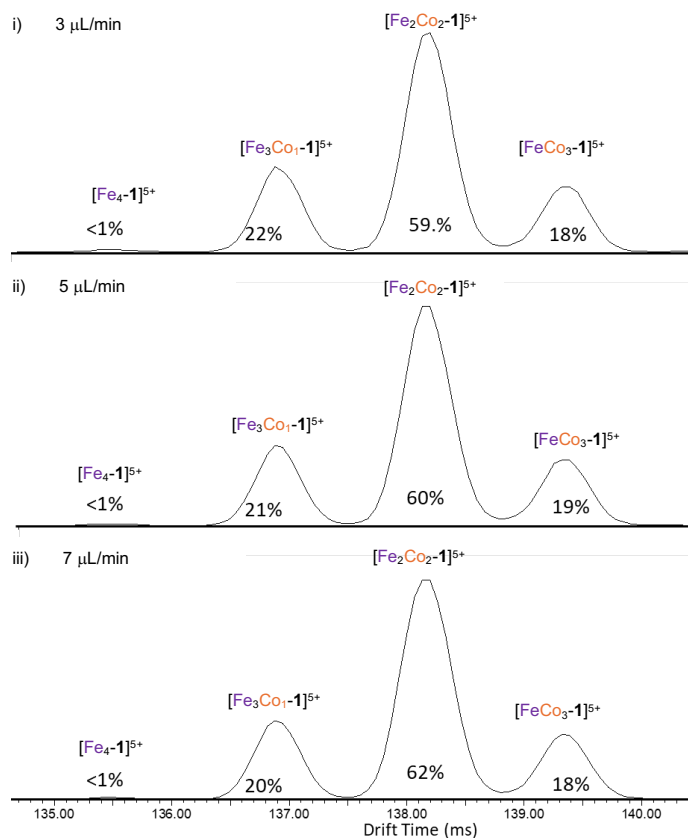 i) 3 μL/min
[Fe₂Co₂-1]⁵⁺
[Fe₃Co₁-1]⁵⁺
[FeCo₃-1]⁵⁺
[Fe₄-1]⁵⁺
<1%
22%
59.%
18%
ii) 5 μL/min
[Fe₂Co₂-1]⁵⁺
[Fe₃Co₁-1]⁵⁺
[FeCo₃-1]⁵⁺
[Fe₄-1]⁵⁺
<1%
21%
60%
19%
iii) 7 μL/min
[Fe₂Co₂-1]⁵⁺
[Fe₃Co₁-1]⁵⁺
[FeCo₃-1]⁵⁺
[Fe₄-1]⁵⁺
<1%
20%
62%
18%
135.00 136.00 137.00 138.00 139.00 140.00
Drift Time (ms)